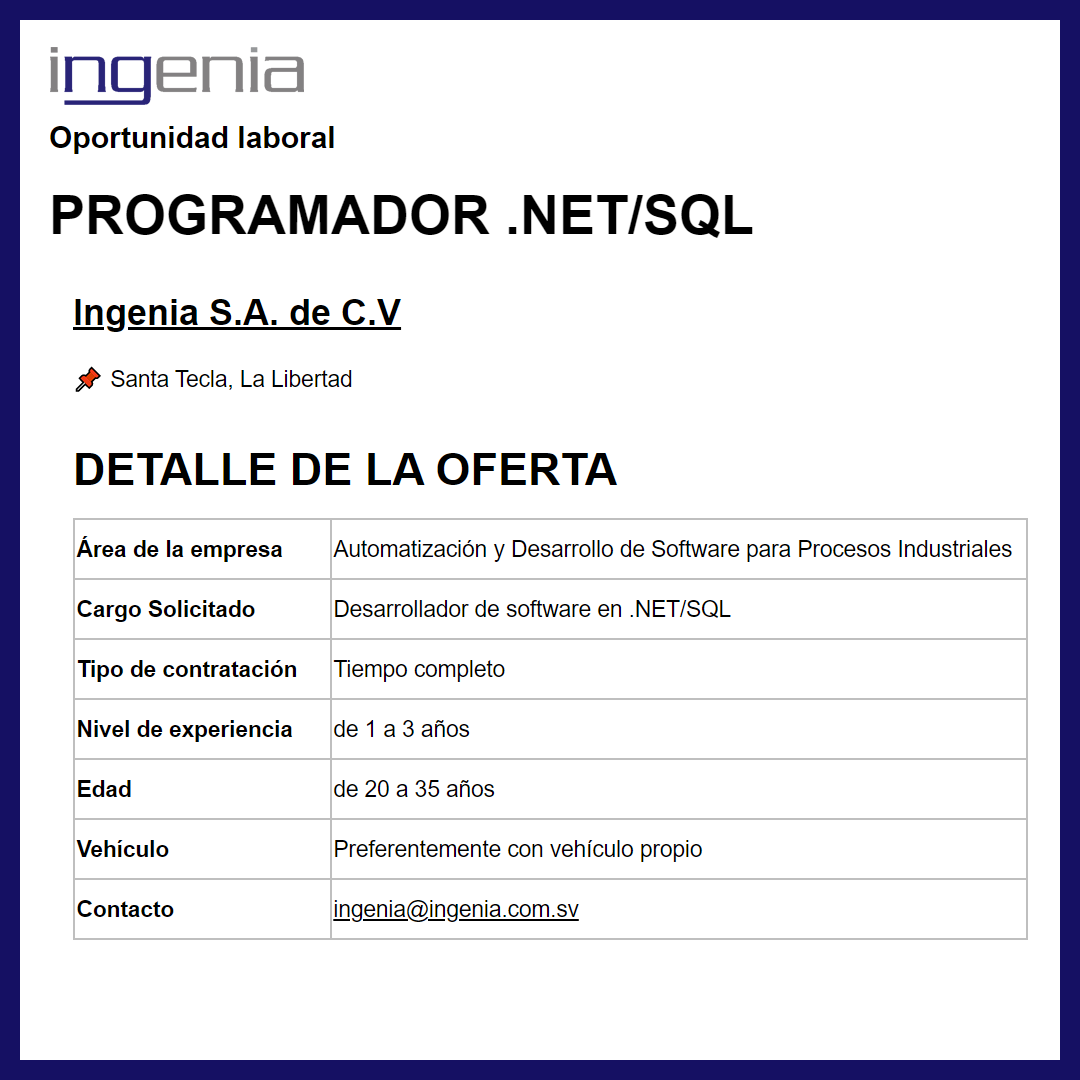 ingenia
Oportunidad laboral
PROGRAMADOR .NET/SQL
Ingenia S.A. de C.V
Santa Tecla, La Libertad
DETALLE DE LA OFERTA
Área de la empresa Automatización y Desarrollo de Software para Procesos Industriales
Cargo Solicitado Desarrollador de software en .NET/SQL
Tipo de contratación Tiempo completo
Nivel de experiencia de 1 a 3 años
Edad de 20 a 35 años
Vehículo Preferentemente con vehículo propio
Contacto ingenia@ingenia.com.sv